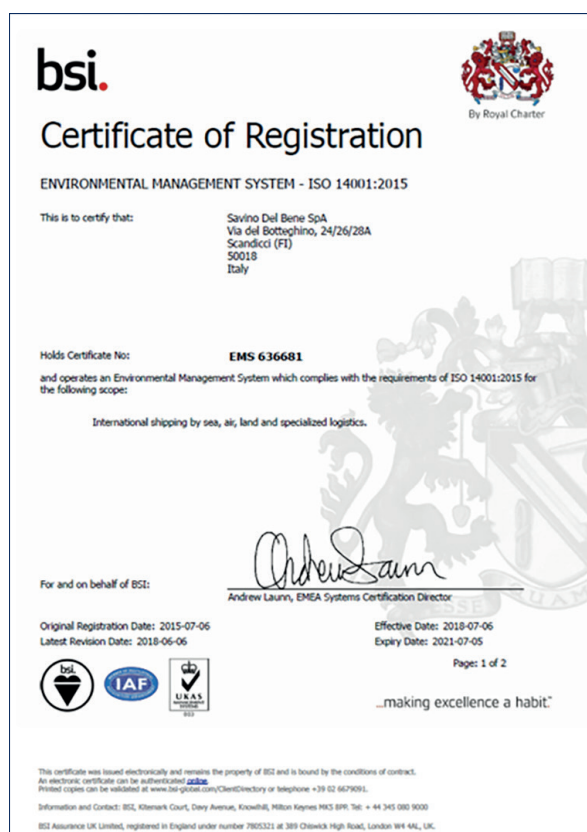 bsi.
By Royal Charter
Certificate of Registration
ENVIRONMENTAL MANAGEMENT SYSTEM - ISO 14001:2015
This is to certify that:
Savino Del Bene SpA
Via del Botteghino, 24/26/28A
Scandicci (FI)
50018
Italy
Holds Certificate No:
EMS 636681
and operates an Environmental Management System which complies with the requirements of ISO 14001:2015 for
the following scope:
International shipping by sea, air, land and specialized logistics.
For and on behalf of BSI:
Andrew Launn, EMEA Systems Certification Director
Original Registration Date: 2015-07-06
Effective Date: 2018-07-06
Latest Revision Date: 2018-06-06
Expiry Date: 2021-07-05
Page: 1 of 2
bsi.
IAF
UKAS
MANAGEMENT
SYSTEMS
...making excellence a habit.™
This certificate was issued electronically and remains the property of BSI and is bound by the conditions of contract.
An electronic certificate can be authenticated online.
Printed copies can be validated at www.bsi-global.com/ClientDirectory or telephone +39 02 6679091.
Information and Contact: BSI, Kitemark Court, Davy Avenue, Knowlhill, Milton Keynes MK5 8PP. Tel: + 44 345 080 9000
BSI Assurance UK Limited, registered in England under number 7805321 at 389 Chiswick High Road, London W4 4AL, UK.